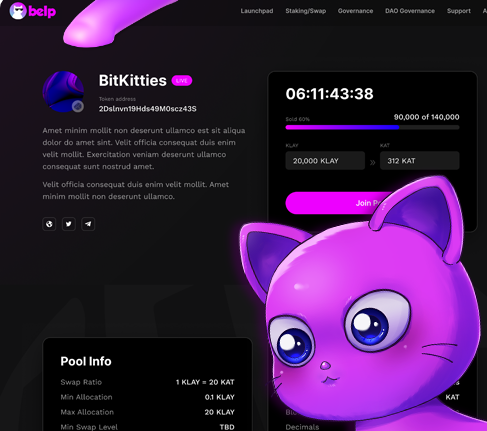 belp
Launchpad Staking/Swap Governance DAO Governance Support A
BitKitties LIVE
Token address
2Dslnvn19Hds49M0scz43S
Amet minim mollit non deserunt ullamco est sit aliqua
dolor do amet sint. Velit officia consequat duis enim
velit mollit. Exercitation veniam deserunt ullamco
consequat sunt nostrud amet.
Velit officia consequat duis enim velit mollit. Amet
minim mollit non deserunt ullamco.
06:11:43:38
Sold 60% 90,000 of 140,000
KLAY KAT
20,000 KLAY » 312 KAT
Join P
Pool Info
Swap Ratio 1 KLAY = 20 KAT
Min Allocation 0.1 KLAY
Max Allocation 20 KLAY
Min Swap Level TBD
KAT
Decimals